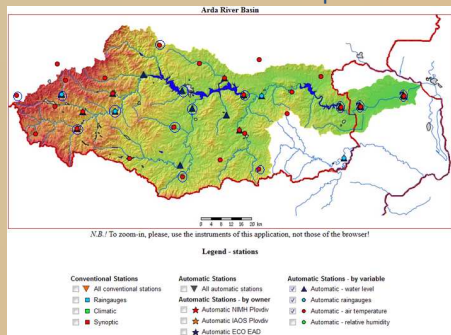 Arda River Basin
0 4 8 12 16 20 km
N.B.! To zoom-in, please, use the instruments of this application, not those of the browser!
Legend - stations
Conventional Stations
All conventional stations
Raingauges
Climatic
Synoptic
Automatic Stations
All automatic stations
Automatic Stations - by owner
Automatic NIMH Plovdiv
Automatic IAOS Plovdiv
Automatic ECO EAD
Automatic Stations - by variable
Automatic - water level
Automatic raingauges
Automatic - air temperature
Automatic - relative humidity